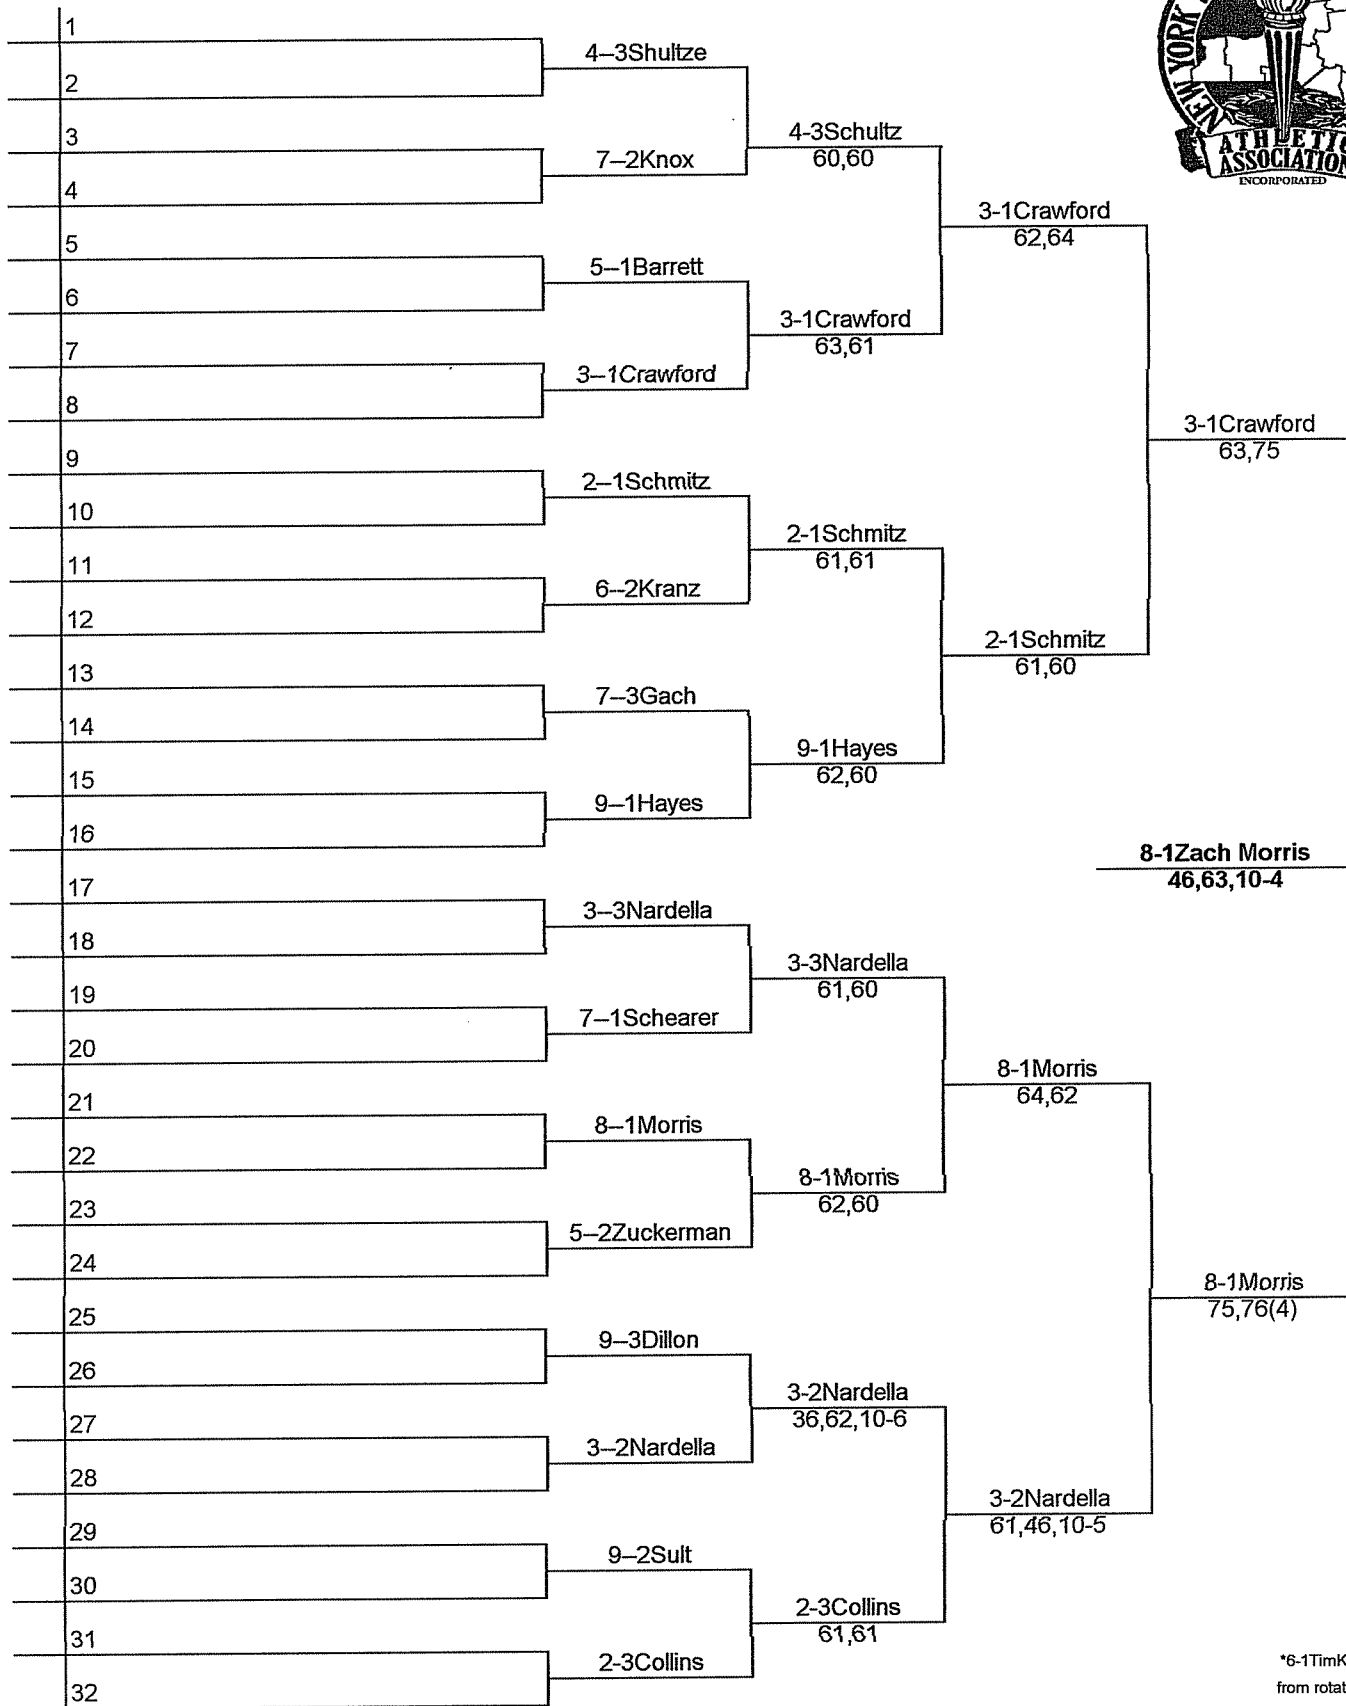 NEW YORK
ATHLETIC
ASSOCIATION
INCORPORATED
1
2
3
4
5
6
7
8
9
10
11
12
13
14
15
16
17
18
19
20
21
22
23
24
25
26
27
28
29
30
31
32
4--3Shultze
7--2Knox
5--1Barrett
3--1Crawford
2--1Schmitz
6--2Kranz
7--3Gach
9--1Hayes
3--3Nardella
7--1Schearer
8--1Morris
5--2Zuckerman
9--3Dillon
3--2Nardella
9--2Sult
2-3Collins
4-3Schultz
60,60
3-1Crawford
63,61
2-1Schmitz
61,61
9-1Hayes
62,60
3-3Nardella
61,60
8-1Morris
62,60
3-2Nardella
36,62,10-6
2-3Collins
61,61
3-1Crawford
62,64
2-1Schmitz
61,60
8-1Morris
64,62
3-2Nardella
61,46,10-5
3-1Crawford
63,75
8-1Morris
75,76(4)
8-1Zach Morris
46,63,10-4
*6-1TimK
from rotat